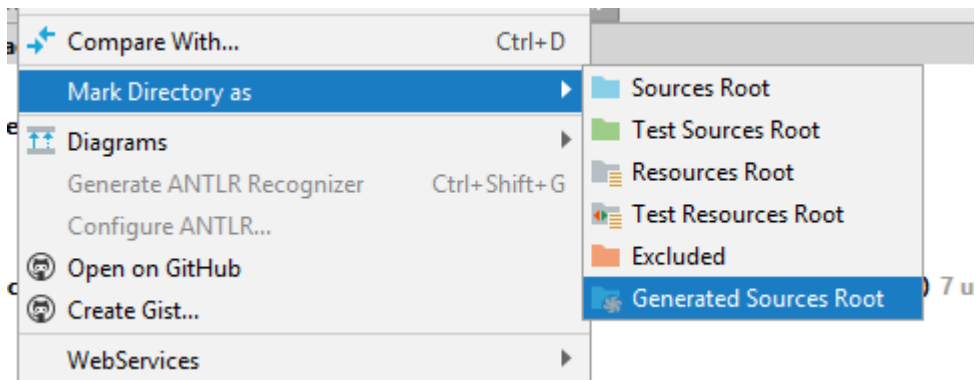 Compare With... Ctrl+D
Mark Directory as
Diagrams
Generate ANTLR Recognizer Ctrl+Shift+G
Configure ANTLR...
Open on GitHub
Create Gist...
WebServices
Sources Root
Test Sources Root
Resources Root
Test Resources Root
Excluded
Generated Sources Root
7 u